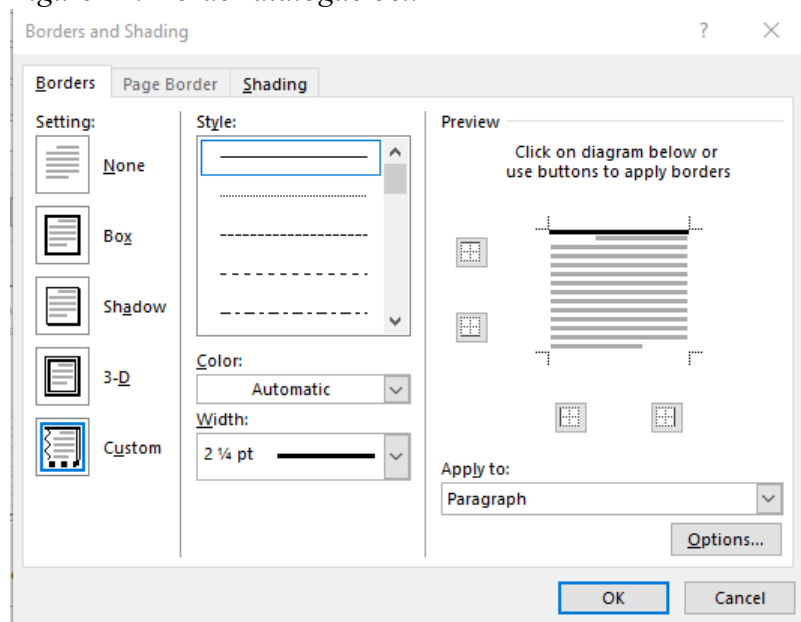 Borders and Shading ? ×
Borders Page Border Shading
Setting:
None
Box
Shadow
3-D
Custom
Style:
Color:
Automatic
Width:
2 ¼ pt
Preview
Click on diagram below or
use buttons to apply borders
Apply to:
Paragraph
Options...
OK Cancel